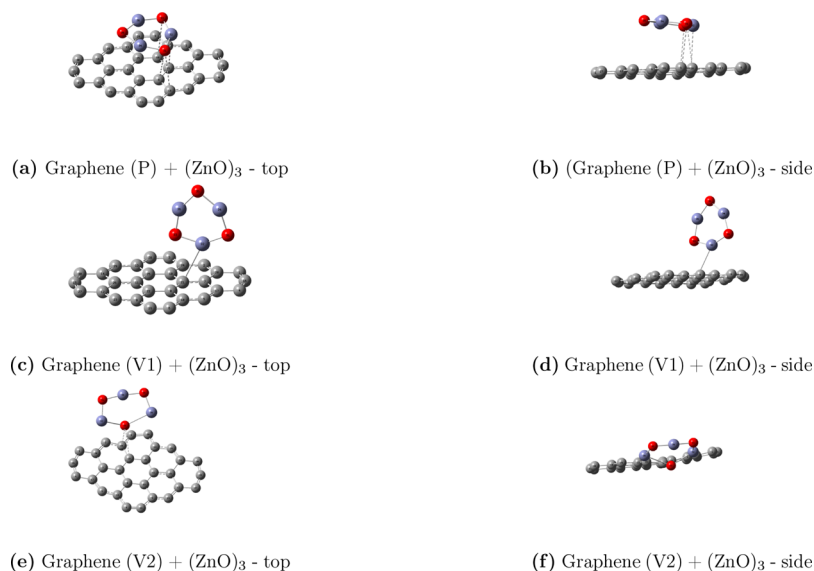 (a) Graphene (P) + (ZnO)₃ - top
(b) (Graphene (P) + (ZnO)₃ - side
(c) Graphene (V1) + (ZnO)₃ - top
(d) Graphene (V1) + (ZnO)₃ - side
(e) Graphene (V2) + (ZnO)₃ - top
(f) Graphene (V2) + (ZnO)₃ - side